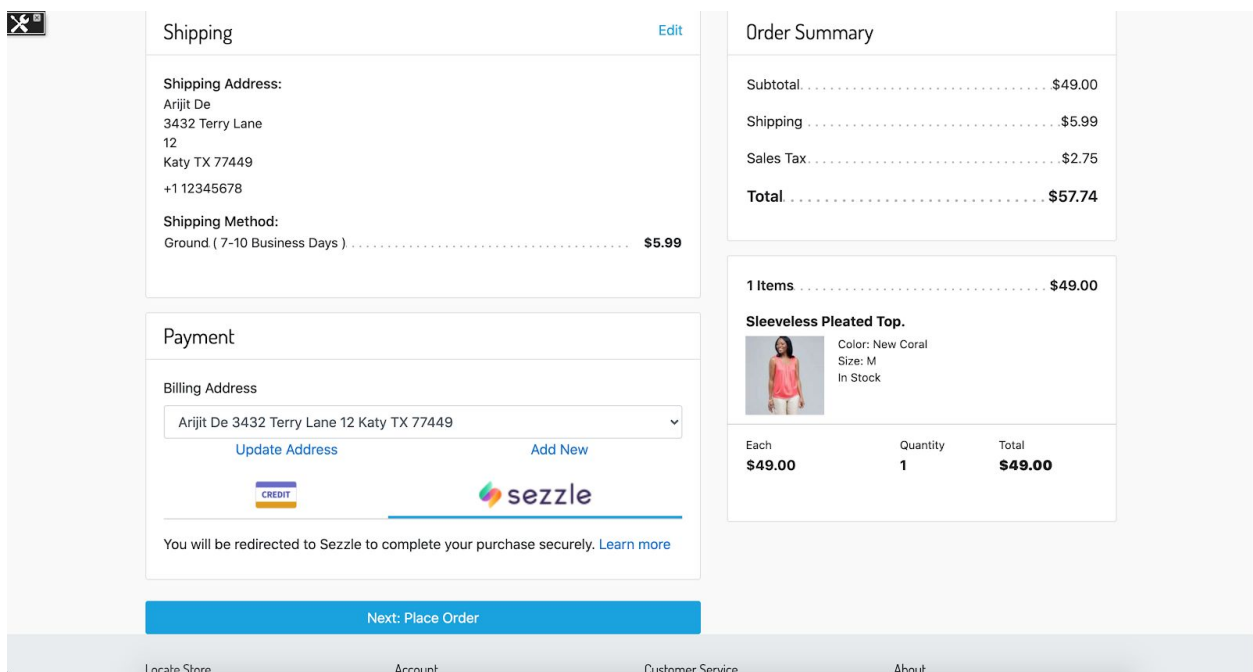 Shipping
Edit
Shipping Address:
Arijit De
3432 Terry Lane
12
Katy TX 77449
+1 12345678
Shipping Method:
Ground ( 7-10 Business Days ) $5.99
Payment
Billing Address
Arijit De 3432 Terry Lane 12 Katy TX 77449
Update Address Add New
CREDIT sezzle
You will be redirected to Sezzle to complete your purchase securely. Learn more
Next: Place Order
Order Summary
Subtotal $49.00
Shipping $5.99
Sales Tax $2.75
Total $57.74
1 Items $49.00
Sleeveless Pleated Top.
Color: New Coral
Size: M
In Stock
Each Quantity Total
$49.00 1 $49.00
Locate Store Account Customer Service About